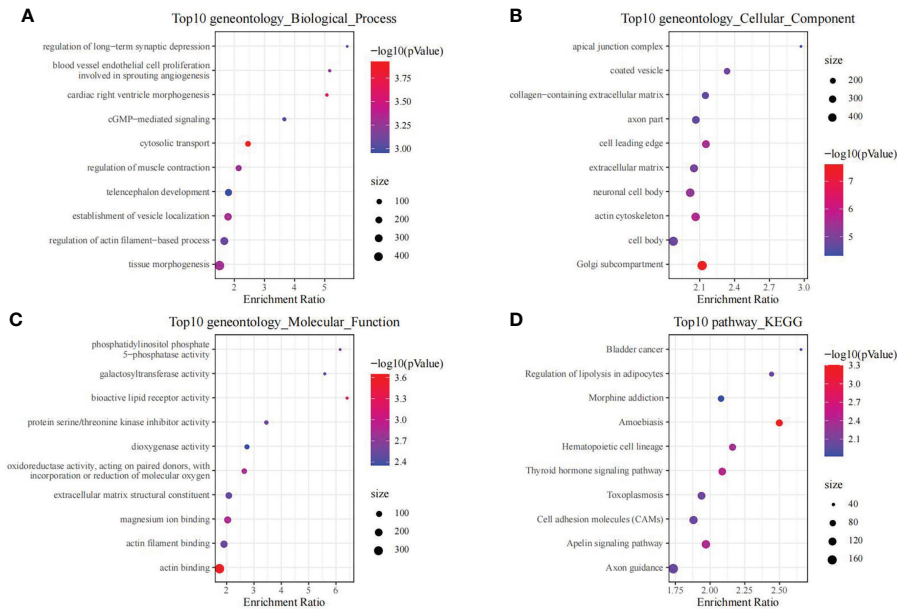 A
Top10 geneontology_Biological_Process
regulation of long−term synaptic depression
blood vessel endothelial cell proliferation
involved in sprouting angiogenesis
cardiac right ventricle morphogenesis
cGMP−mediated signaling
cytosolic transport
regulation of muscle contraction
telencephalon development
establishment of vesicle localization
regulation of actin filament−based process
tissue morphogenesis
2 3 4 5
Enrichment Ratio
−log10(pValue)
3.75
3.50
3.25
3.00
size
100
200
300
400
B
Top10 geneontology_Cellular_Component
apical junction complex
coated vesicle
collagen−containing extracellular matrix
axon part
cell leading edge
extracellular matrix
neuronal cell body
actin cytoskeleton
cell body
Golgi subcompartment
2.1 2.4 2.7 3.0
Enrichment Ratio
size
200
300
400
−log10(pValue)
7
6
5
C
Top10 geneontology_Molecular_Function
phosphatidylinositol phosphate
5−phosphatase activity
galactosyltransferase activity
bioactive lipid receptor activity
protein serine/threonine kinase inhibitor activity
dioxygenase activity
oxidoreductase activity, acting on paired donors, with
incorporation or reduction of molecular oxygen
extracellular matrix structural constituent
magnesium ion binding
actin filament binding
actin binding
2 3 4 5 6
Enrichment Ratio
−log10(pValue)
3.6
3.3
3.0
2.7
2.4
size
100
200
300
D
Top10 pathway_KEGG
Bladder cancer
Regulation of lipolysis in adipocytes
Morphine addiction
Amoebiasis
Hematopoietic cell lineage
Thyroid hormone signaling pathway
Toxoplasmosis
Cell adhesion molecules (CAMs)
Apelin signaling pathway
Axon guidance
1.75 2.00 2.25 2.50
Enrichment Ratio
−log10(pValue)
3.3
3.0
2.7
2.4
2.1
size
40
80
120
160